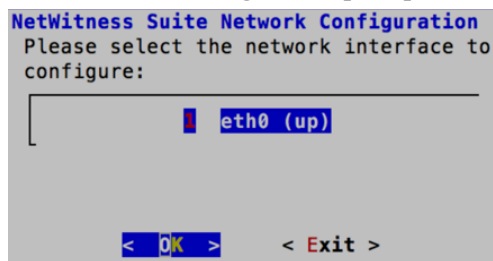 NetWitness Suite Network Configuration
Please select the network interface to
configure:
1 eth0 (up)
< OK > < Exit >